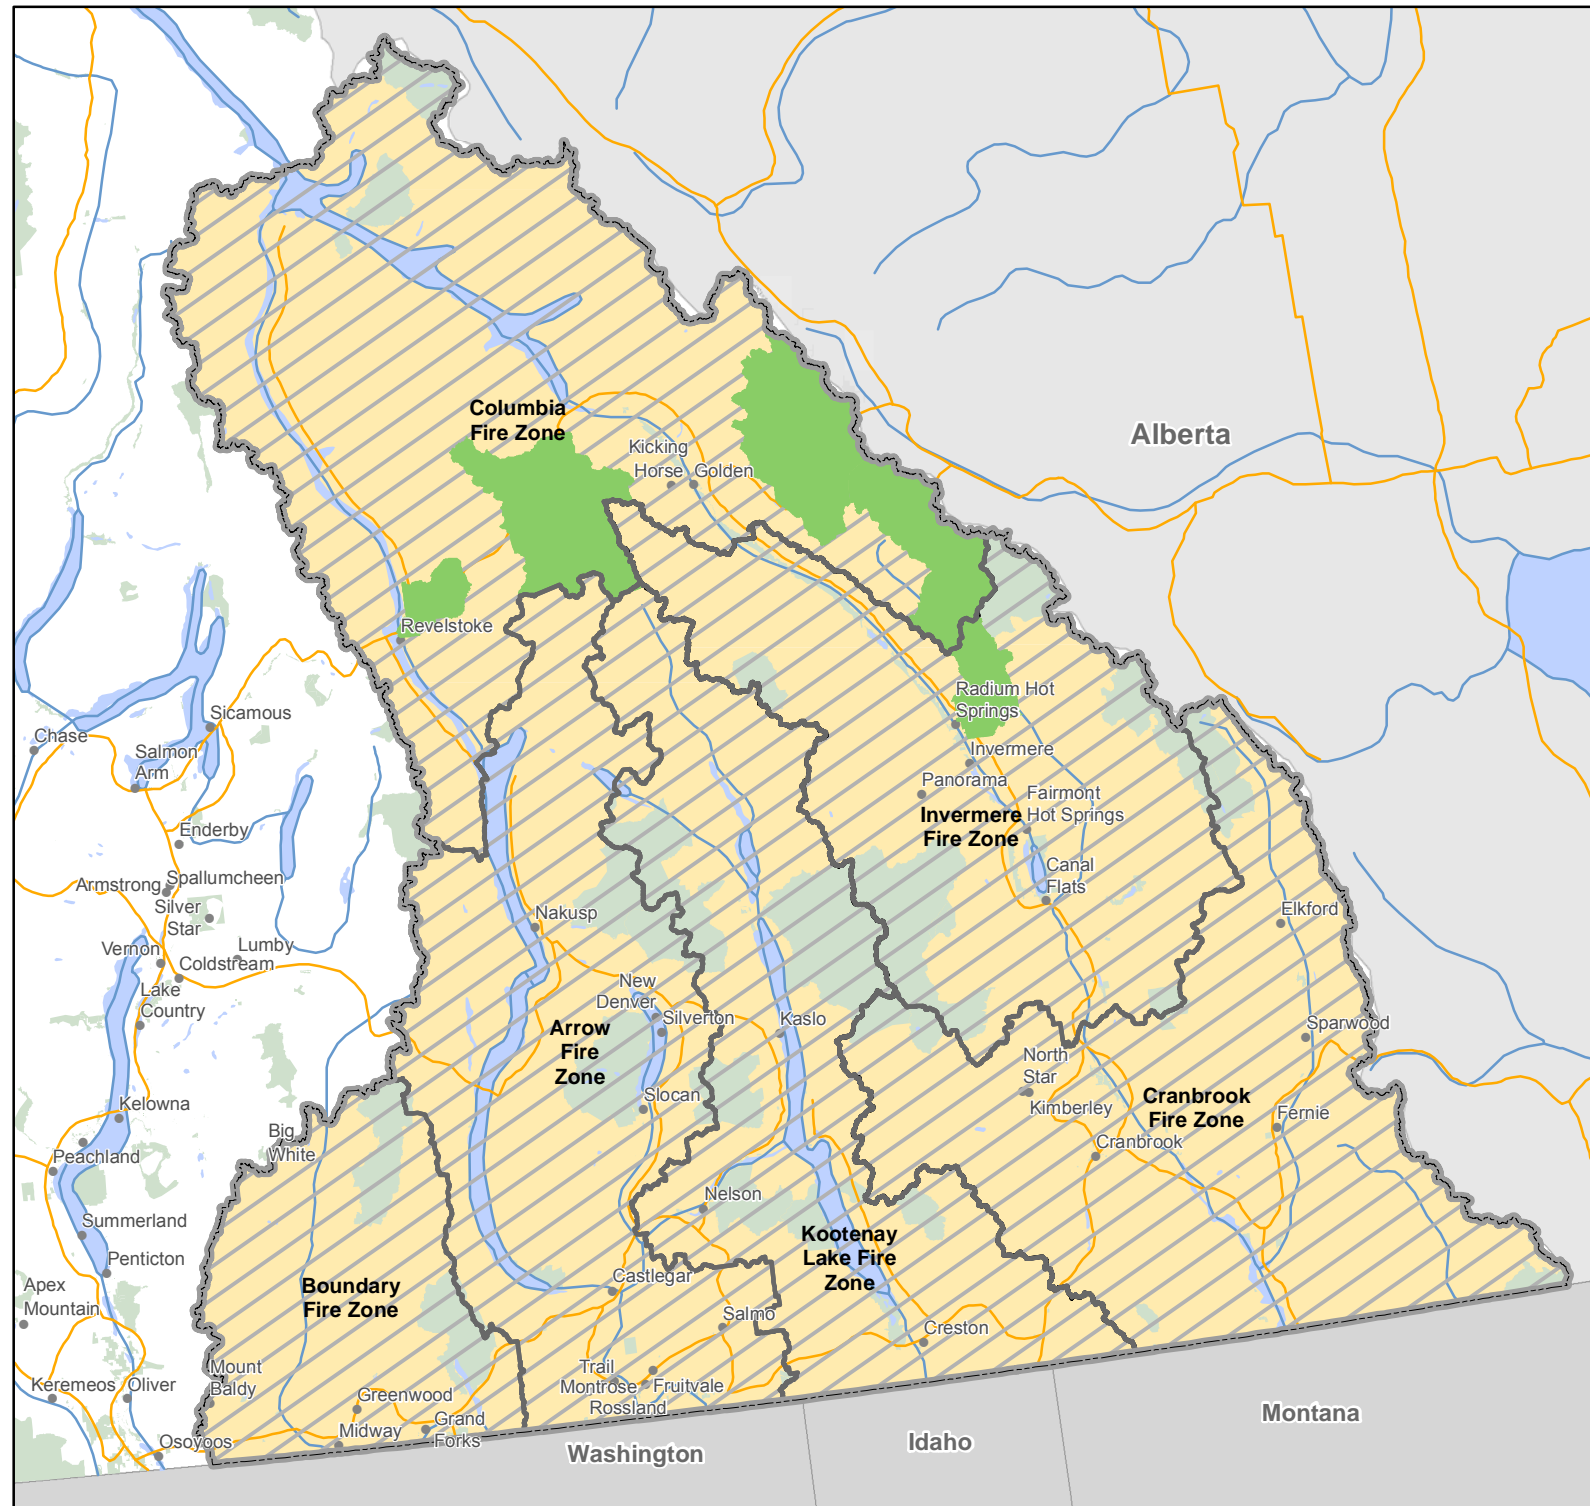 Columbia
Fire Zone
Kicking
Horse
Golden
Alberta
Revelstoke
Radium Hot
Springs
Sicamous
Chase
Salmon
Arm
Invermere
Panorama
Fairmont
Hot Springs
Invermere
Fire Zone
Enderby
Canal
Flats
Armstrong
Spallumcheen
Silver
Star
Nakusp
Elkford
Vernon
Lumby
Coldstream
Lake
Country
New
Denver
Silverton
Kaslo
Sparwood
Arrow
Fire
Zone
North
Star
Kimberley
Cranbrook
Fire Zone
Slocan
Kelowna
Big
White
Fernie
Cranbrook
Peachland
Nelson
Summerland
Kootenay
Lake Fire
Zone
Penticton
Apex
Mountain
Boundary
Fire Zone
Castlegar
Salmo
Creston
Mount
Baldy
Trail
Montrose
Fruitvale
Rossland
Keremeos
Oliver
Greenwood
Grand
Forks
Midway
Osoyoos
Washington
Idaho
Montana